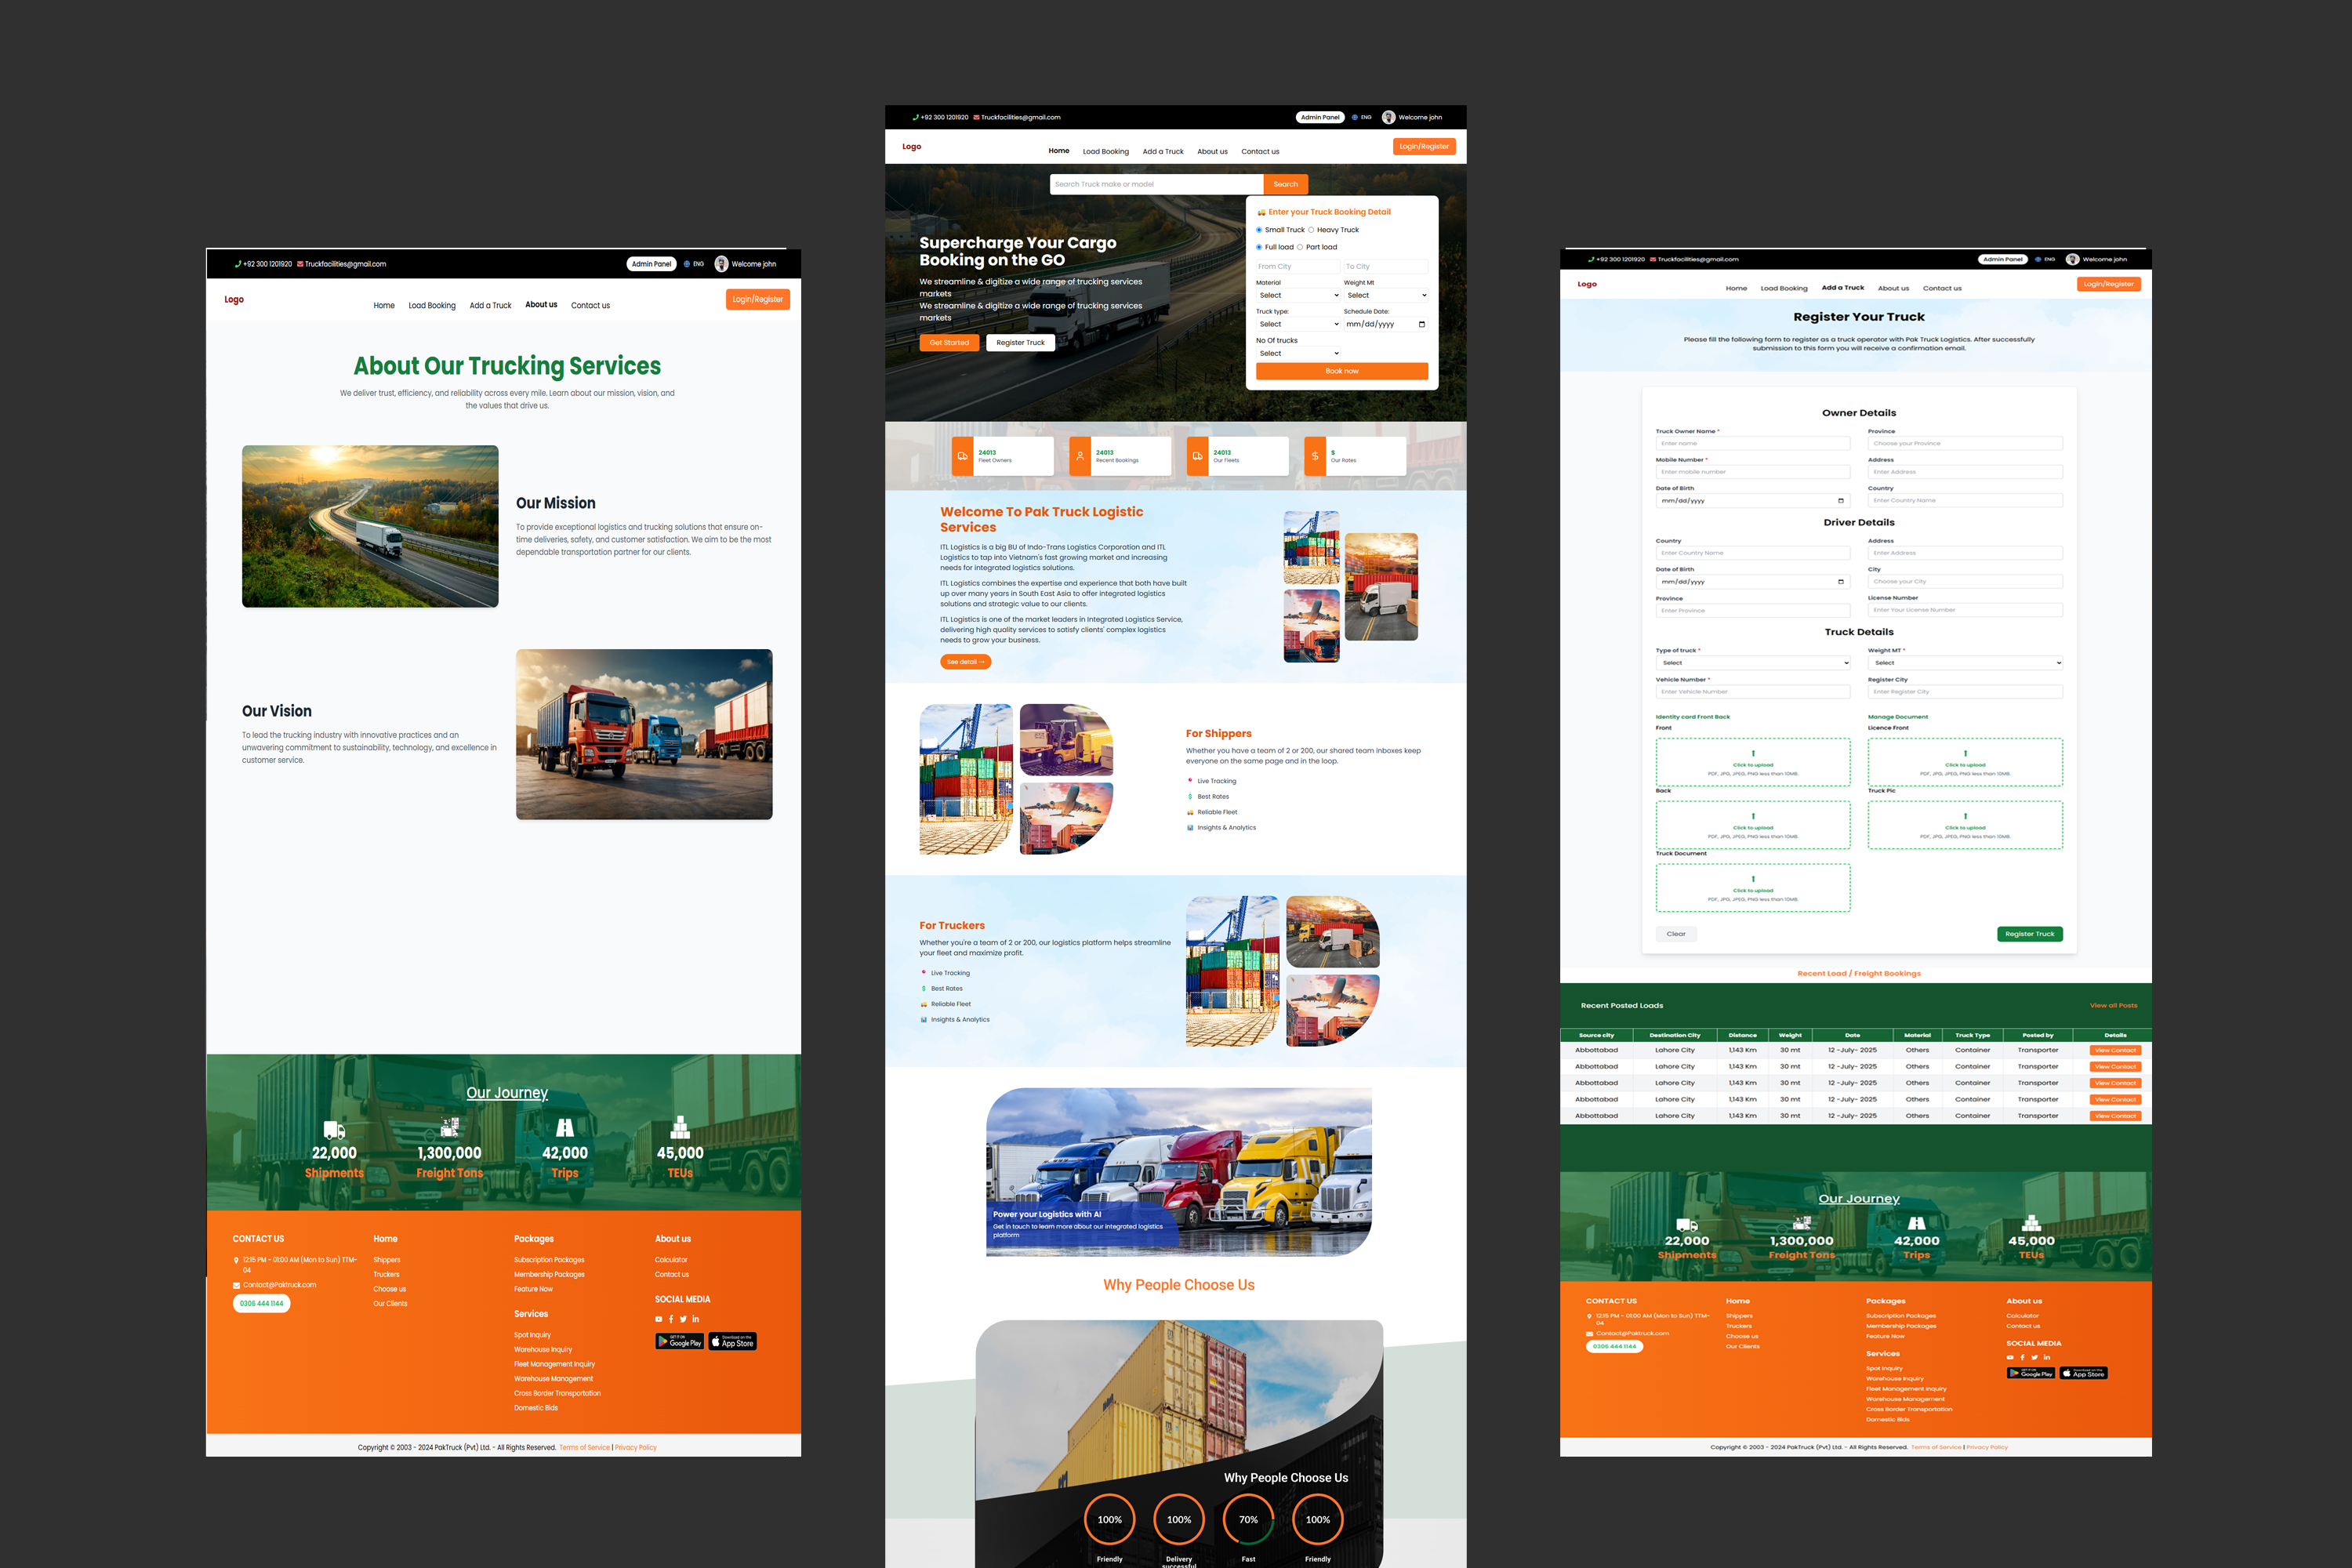 +92 300 1201920 Truckfacilities@gmail.com Admin Panel ENG Welcome john
Logo Home Load Booking Add a Truck About us Contact us Login/Register
About Our Trucking Services
We deliver trust, efficiency, and reliability across every mile. Learn about our mission, vision, and
the values that drive us.
Our Mission
To provide exceptional logistics and trucking solutions that ensure on-
time deliveries, safety, and customer satisfaction. We aim to be the most
dependable transportation partner for our clients.
Our Vision
To lead the trucking industry with innovative practices and an
unwavering commitment to sustainability, technology, and excellence in
customer service.
Our Journey
22,000 1,300,000 42,000 45,000
Shipments Freight Tons Trips TEUs
CONTACT US
12:15 PM - 01:00 AM (Mon to Sun) TTM-
04
Contact@Paktruck.com
0306 444 1144
Home
Shippers
Truckers
Choose us
Our Clients
Packages
Subscription Packages
Membership Packages
Feature Now
Services
Spot Inquiry
Warehouse Inquiry
Fleet Management Inquiry
Warehouse Management
Cross Border Transportation
Domestic Bids
About us
Calculator
Contact us
SOCIAL MEDIA
GET IT ON Google Play
Download on the App Store
Copyright © 2003 - 2024 PakTruck (Pvt) Ltd. - All Rights Reserved. Terms of Service | Privacy Policy
+92 300 1201920 Truckfacilities@gmail.com Admin Panel ENG Welcome john
Logo Home Load Booking Add a Truck About us Contact us Login/Register
Search Truck make or model Search
Supercharge Your Cargo
Booking on the GO
We streamline & digitize a wide range of trucking services
markets
We streamline & digitize a wide range of trucking services
markets
Get Started Register Truck
Enter your Truck Booking Detail
Small Truck Heavy Truck
Full load Part load
From City To City
Material Weight Mt
Select Select
Truck type: Schedule Date:
Select mm/dd/yyyy
No Of trucks
Select
Book now
24013
Fleet Owners
24013
Recent Bookings
24013
Our Fleets
$
Our Rates
Welcome To Pak Truck Logistic
Services
ITL Logistics is a big BU of Indo-Trans Logistics Corporation and ITL
Logistics to tap into Vietnam's fast growing market and increasing
needs for integrated logistics solutions.
ITL Logistics combines the expertise and experience that both have built
up over many years in South East Asia to offer integrated logistics
solutions and strategic value to our clients.
ITL Logistics is one of the market leaders in Integrated Logistics Service,
delivering high quality services to satisfy clients' complex logistics
needs to grow your business.
See detail →
For Shippers
Whether you have a team of 2 or 200, our shared team inboxes keep
everyone on the same page and in the loop.
Live Tracking
Best Rates
Reliable Fleet
Insights & Analytics
For Truckers
Whether you're a team of 2 or 200, our logistics platform helps streamline
your fleet and maximize profit.
Live Tracking
Best Rates
Reliable Fleet
Insights & Analytics
Power your Logistics with AI
Get in touch to learn more about our integrated logistics
platform
Why People Choose Us
Why People Choose Us
100% 100% 70% 100%
Friendly Delivery Fast Friendly
successful
+92 300 1201920 Truckfacilities@gmail.com Admin Panel ENG Welcome john
Logo Home Load Booking Add a Truck About us Contact us Login/Register
Register Your Truck
Please fill the following form to register as a truck operator with Pak Truck Logistics. After successfully
submission to this form you will receive a confirmation email.
Owner Details
Truck Owner Name * Province
Enter name Choose your Province
Mobile Number * Address
Enter mobile number Enter Address
Date of Birth Country
mm/dd/yyyy Enter Country Name
Driver Details
Country Address
Enter Country Name Enter Address
Date of Birth City
mm/dd/yyyy Choose your City
Province License Number
Enter Province Enter Your License Number
Truck Details
Type of truck * Weight MT *
Select Select
Vehicle Number * Register City
Enter Vehicle Number Enter Register City
Identity card Front Back Manage Document
Front Licence Front
Click to upload Click to upload
PDF, JPG, JPEG, PNG less than 10MB. PDF, JPG, JPEG, PNG less than 10MB.
Back Truck Pic
Click to upload Click to upload
PDF, JPG, JPEG, PNG less than 10MB. PDF, JPG, JPEG, PNG less than 10MB.
Truck Document
Click to upload
PDF, JPG, JPEG, PNG less than 10MB.
Clear Register Truck
Recent Load / Freight Bookings
Recent Posted Loads View all Posts
Source city Destination City Distance Weight Date Material Truck Type Posted by Details
Abbottabad Lahore City 1,143 Km 30 mt 12 -July- 2025 Others Container Transporter View Contact
Abbottabad Lahore City 1,143 Km 30 mt 12 -July- 2025 Others Container Transporter View Contact
Abbottabad Lahore City 1,143 Km 30 mt 12 -July- 2025 Others Container Transporter View Contact
Abbottabad Lahore City 1,143 Km 30 mt 12 -July- 2025 Others Container Transporter View Contact
Abbottabad Lahore City 1,143 Km 30 mt 12 -July- 2025 Others Container Transporter View Contact
Our Journey
22,000 1,300,000 42,000 45,000
Shipments Freight Tons Trips TEUs
CONTACT US
12:15 PM - 01:00 AM (Mon to Sun) TTM-
04
Contact@Paktruck.com
0306 444 1144
Home
Shippers
Truckers
Choose us
Our Clients
Packages
Subscription Packages
Membership Packages
Feature Now
Services
Spot Inquiry
Warehouse Inquiry
Fleet Management Inquiry
Warehouse Management
Cross Border Transportation
Domestic Bids
About us
Calculator
Contact us
SOCIAL MEDIA
GET IT ON Google Play
Download on the App Store
Copyright © 2003 - 2024 PakTruck (Pvt) Ltd. - All Rights Reserved. Terms of Service | Privacy Policy